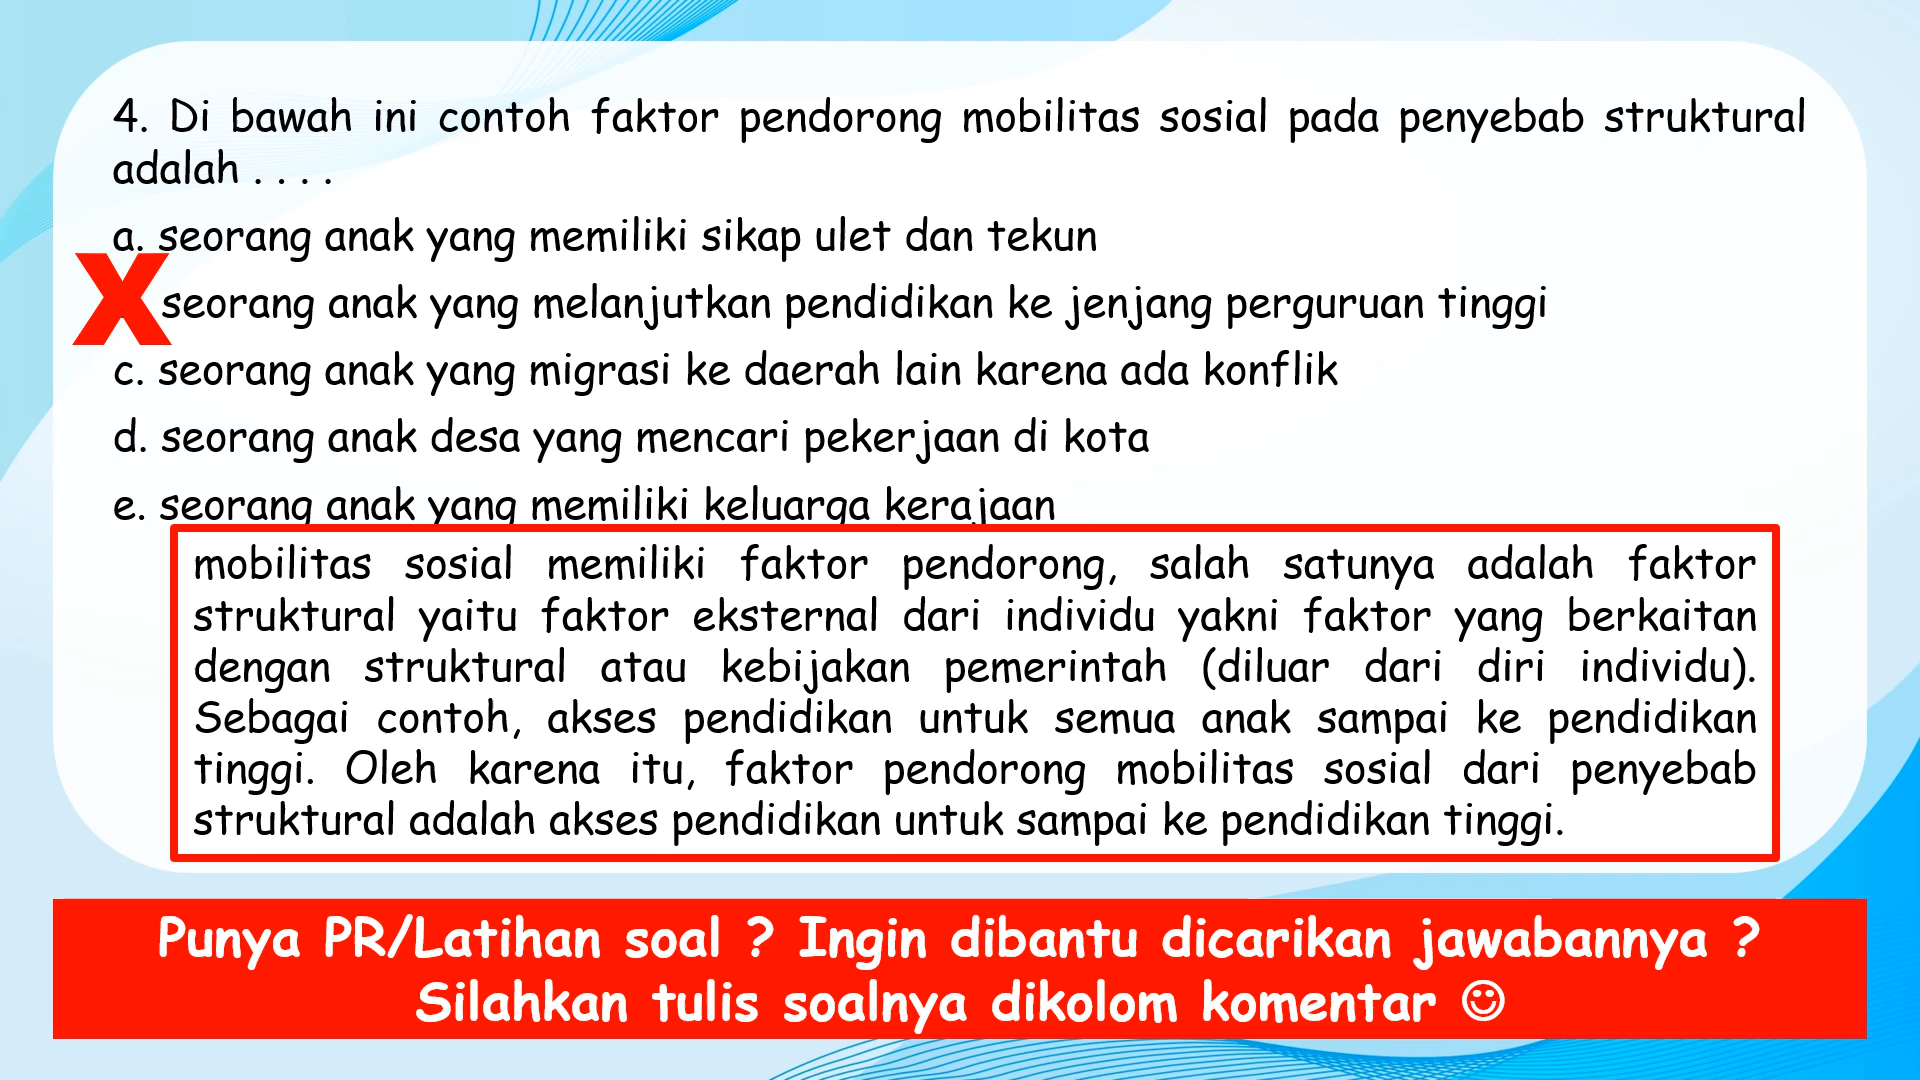 4. Di bawah ini contoh faktor pendorong mobilitas sosial pada penyebab struktural
adalah . . . .
a. seorang anak yang memiliki sikap ulet dan tekun
X seorang anak yang melanjutkan pendidikan ke jenjang perguruan tinggi
c. seorang anak yang migrasi ke daerah lain karena ada konflik
d. seorang anak desa yang mencari pekerjaan di kota
e. seorang anak yang memiliki keluarga kerajaan
mobilitas sosial memiliki faktor pendorong, salah satunya adalah faktor
struktural yaitu faktor eksternal dari individu yakni faktor yang berkaitan
dengan struktural atau kebijakan pemerintah (diluar dari diri individu).
Sebagai contoh, akses pendidikan untuk semua anak sampai ke pendidikan
tinggi. Oleh karena itu, faktor pendorong mobilitas sosial dari penyebab
struktural adalah akses pendidikan untuk sampai ke pendidikan tinggi.
Punya PR/Latihan soal ? Ingin dibantu dicarikan jawabannya ?
Silahkan tulis soalnya dikolom komentar ☺